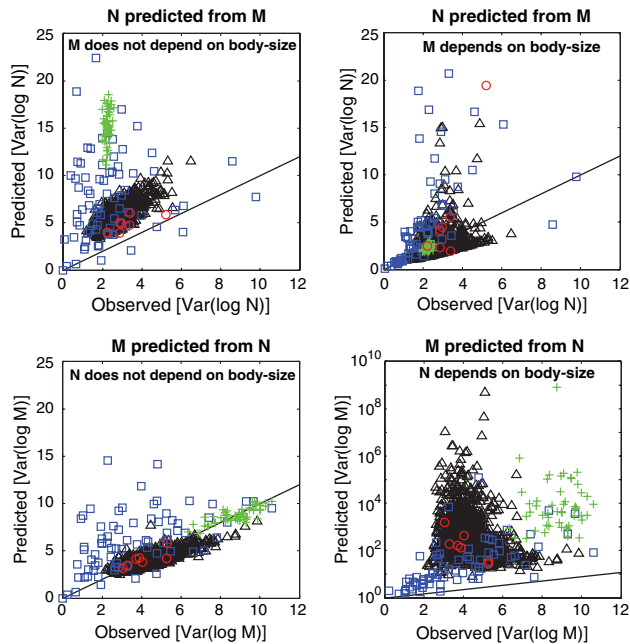 N predicted from M
M does not depend on body-size
25
20
15
10
5
0
0 2 4 6 8 10 12
Predicted [Var(log N)]
Observed [Var(log N)]
N predicted from M
M depends on body-size
25
20
15
10
5
0
0 2 4 6 8 10 12
Predicted [Var(log N)]
Observed [Var(log N)]
M predicted from N
N does not depend on body-size
25
20
15
10
5
0
0 2 4 6 8 10 12
Predicted [Var(log M)]
Observed [Var(log M)]
M predicted from N
N depends on body-size
10^10
10^8
10^6
10^4
10^2
10^0
0 2 4 6 8 10 12
Predicted [Var(log M)]
Observed [Var(log M)]